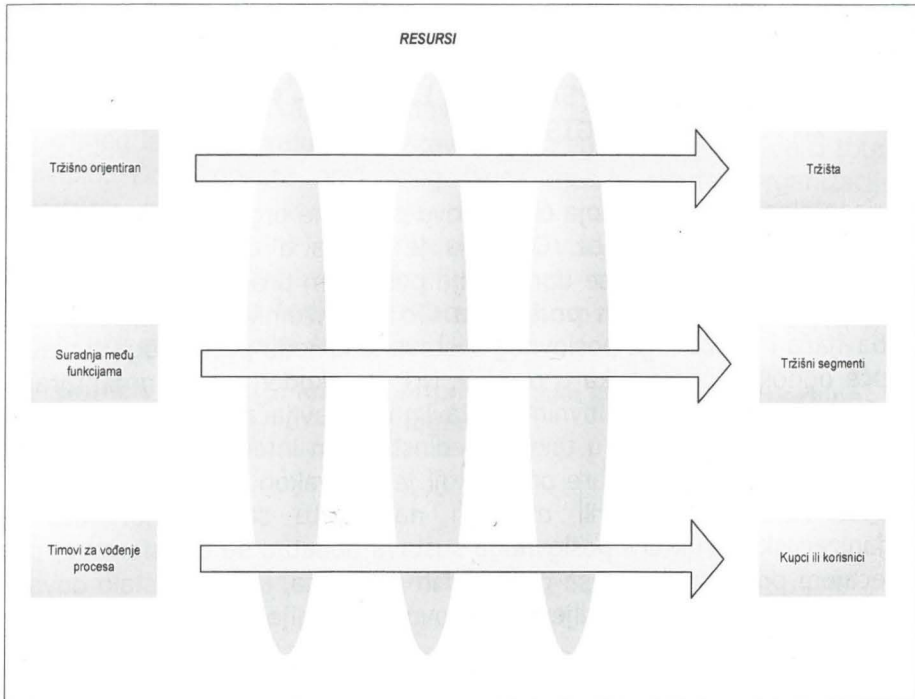 RESURSI
Tržišno orijentiran
Tržišta
Suradnja među
funkcijama
Tržišni segmenti
Timovi za vođenje
procesa
Kupci ili korisnici